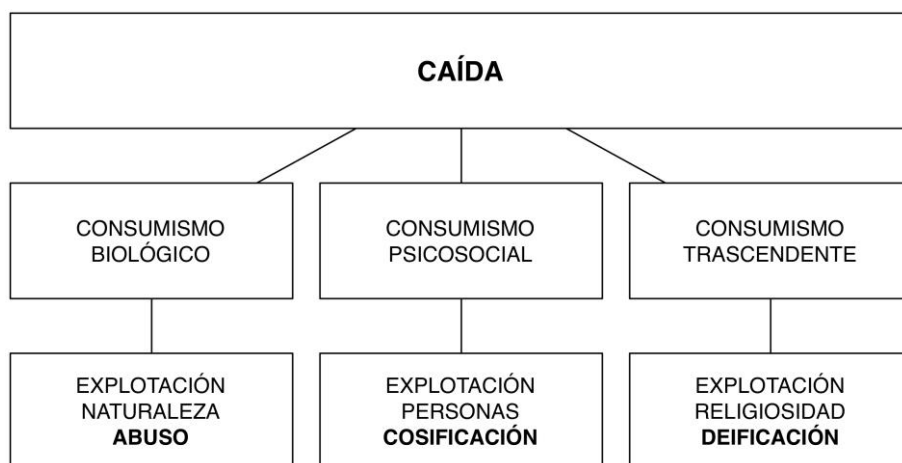 CAÍDA
CONSUMISMO
BIOLÓGICO
CONSUMISMO
PSICOSOCIAL
CONSUMISMO
TRASCENDENTE
EXPLOTACIÓN
NATURALEZA
ABUSO
EXPLOTACIÓN
PERSONAS
COSIFICACIÓN
EXPLOTACIÓN
RELIGIOSIDAD
DEIFICACIÓN